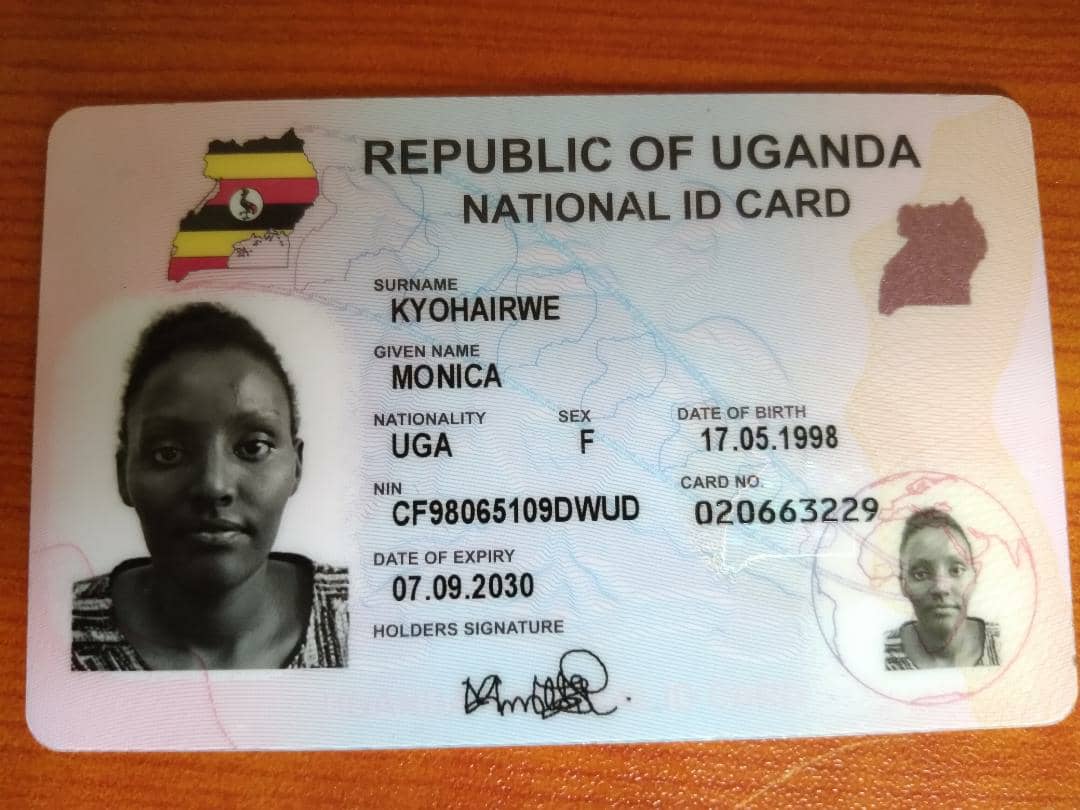 REPUBLIC OF UGANDA
NATIONAL ID CARD
SURNAME
KYOHAIRWE
GIVEN NAME
MONICA
NATIONALITY SEX DATE OF BIRTH
UGA F 17.05.1998
NIN CARD NO.
CF98065109DWUD 020663229
DATE OF EXPIRY
07.09.2030
HOLDERS SIGNATURE